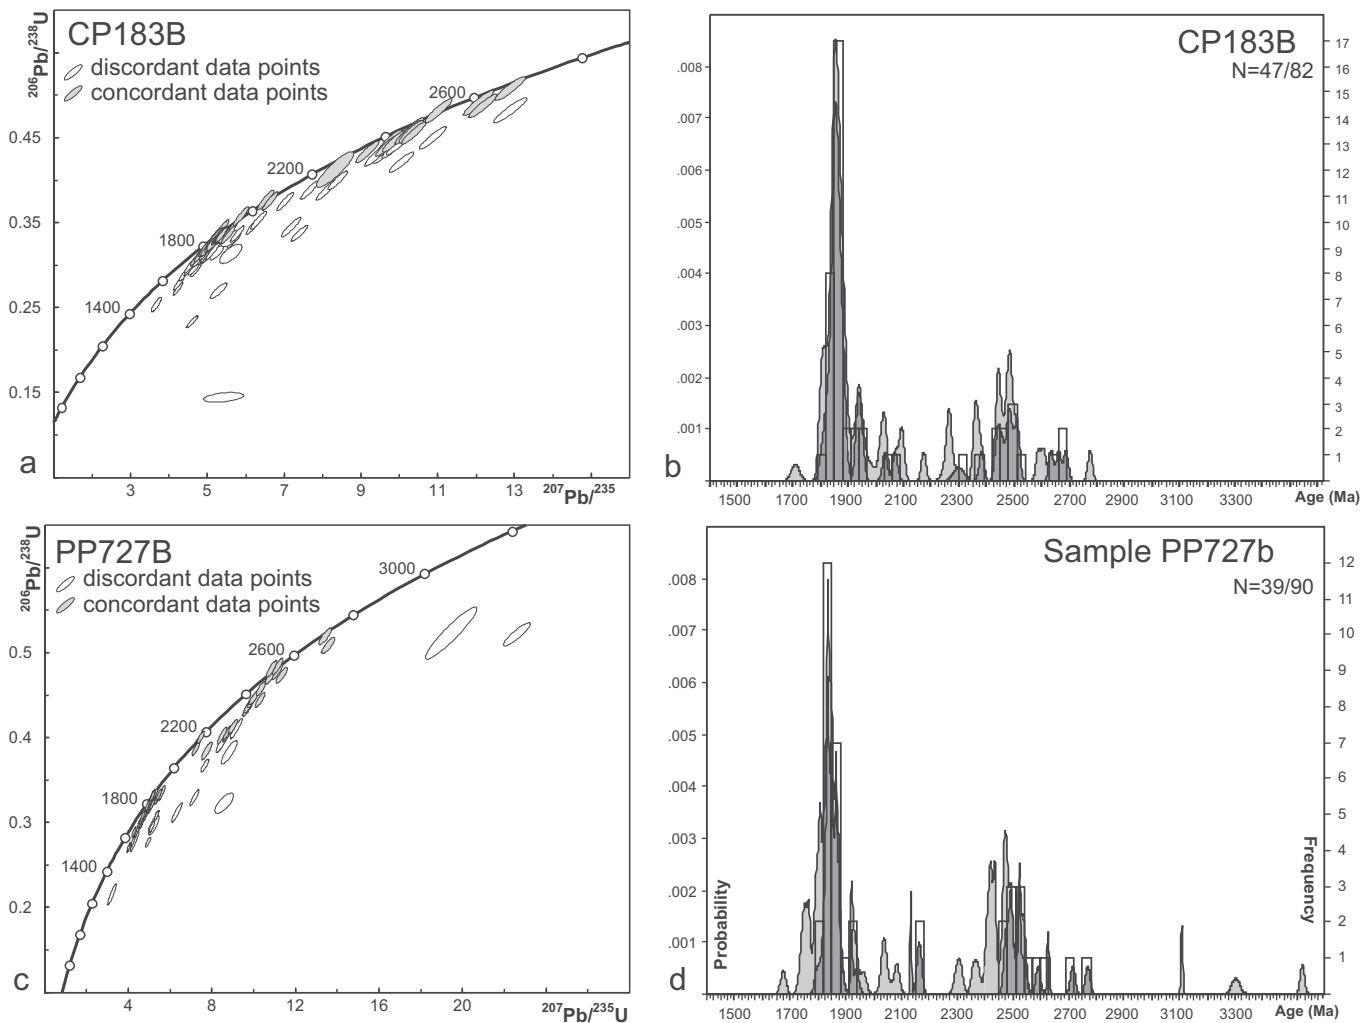 CP183B
discordant data points
concordant data points
206Pb/238U
0.45
0.35
0.25
0.15
2600
2200
1800
1400
a
3 5 7 9 11 13 207Pb/235
CP183B
N=47/82
.008
.007
.006
.005
.004
.003
.002
.001
17
16
15
14
13
12
11
10
9
8
7
6
5
4
3
2
1
b
1500 1700 1900 2100 2300 2500 2700 2900 3100 3300 Age (Ma)
PP727B
discordant data points
concordant data points
206Pb/238U
0.5
0.4
0.3
0.2
3000
2600
2200
1800
1400
c
4 8 12 16 20 207Pb/235U
Sample PP727b
N=39/90
.008
.007
.006
.005
.004
.003
.002
.001
Probability
Frequency
12
11
10
9
8
7
6
5
4
3
2
1
d
1500 1700 1900 2100 2300 2500 2700 2900 3100 3300 Age (Ma)